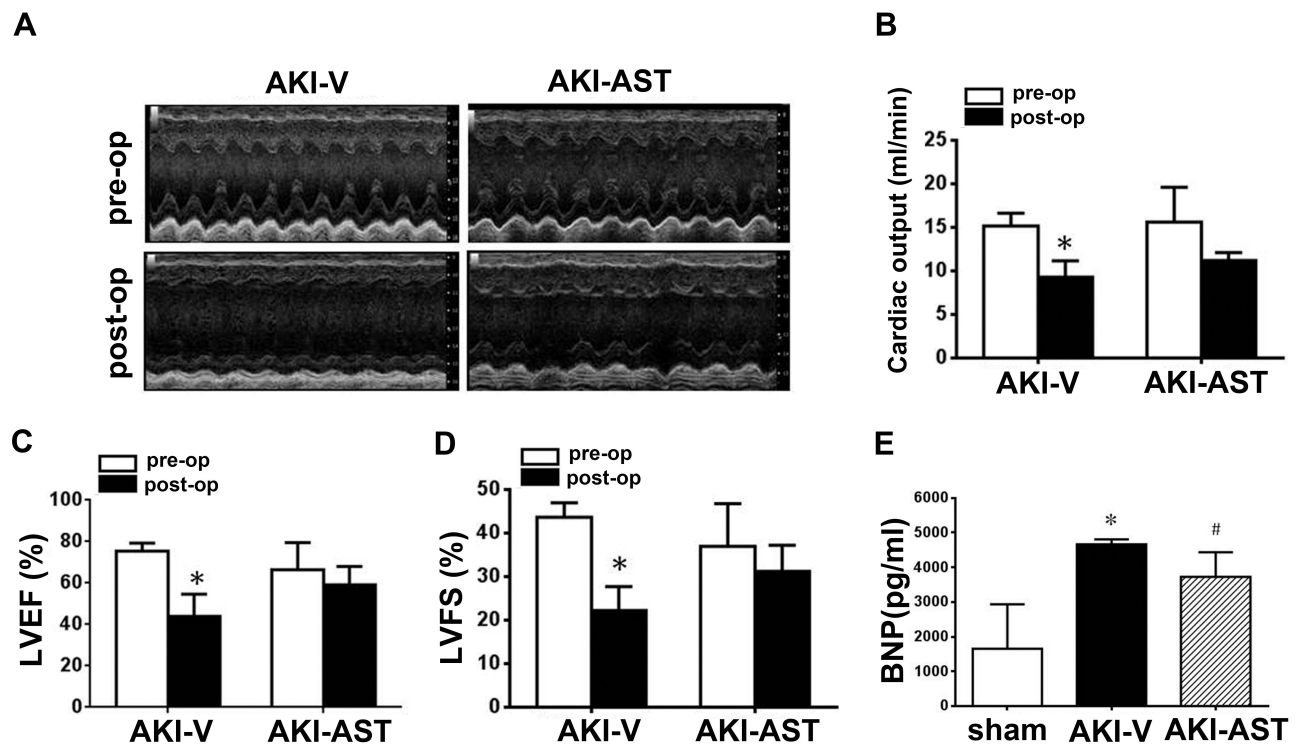 A
AKI-V
AKI-AST
pre-op
post-op
B
pre-op
post-op
Cardiac output (ml/min)
25
20
15
10
5
0
*
AKI-V
AKI-AST
C
pre-op
post-op
LVEF (%)
100
80
60
40
20
0
*
AKI-V
AKI-AST
D
pre-op
post-op
LVFS (%)
50
40
30
20
10
0
*
AKI-V
AKI-AST
E
BNP(pg/ml)
6000
5000
4000
3000
2000
1000
0
*
#
sham
AKI-V
AKI-AST